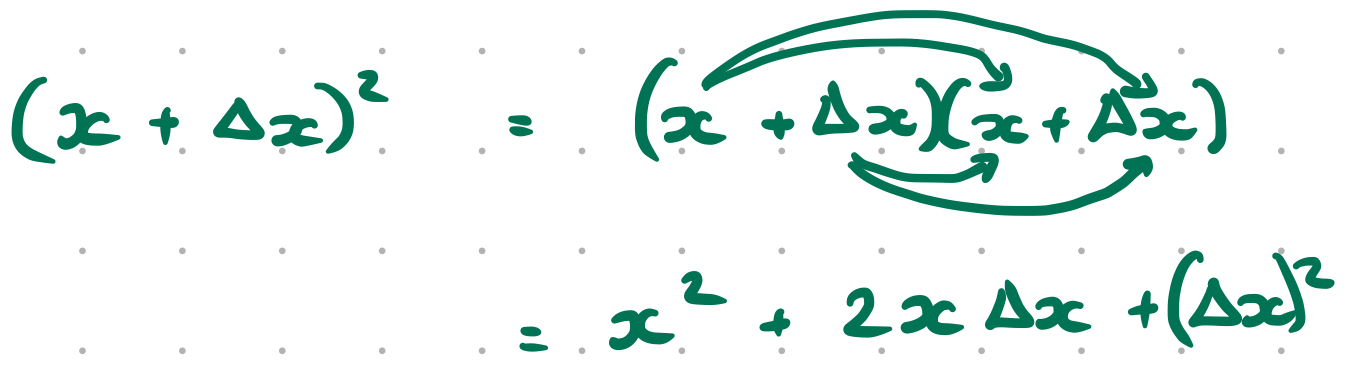 (x + Δx)² = (x + Δx)(x + Δx)
= x² + 2xΔx + (Δx)²